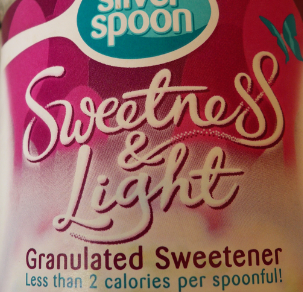 silver
spoon
Sweetness
&
Light
Granulated Sweetener
Less than 2 calories per spoonful!